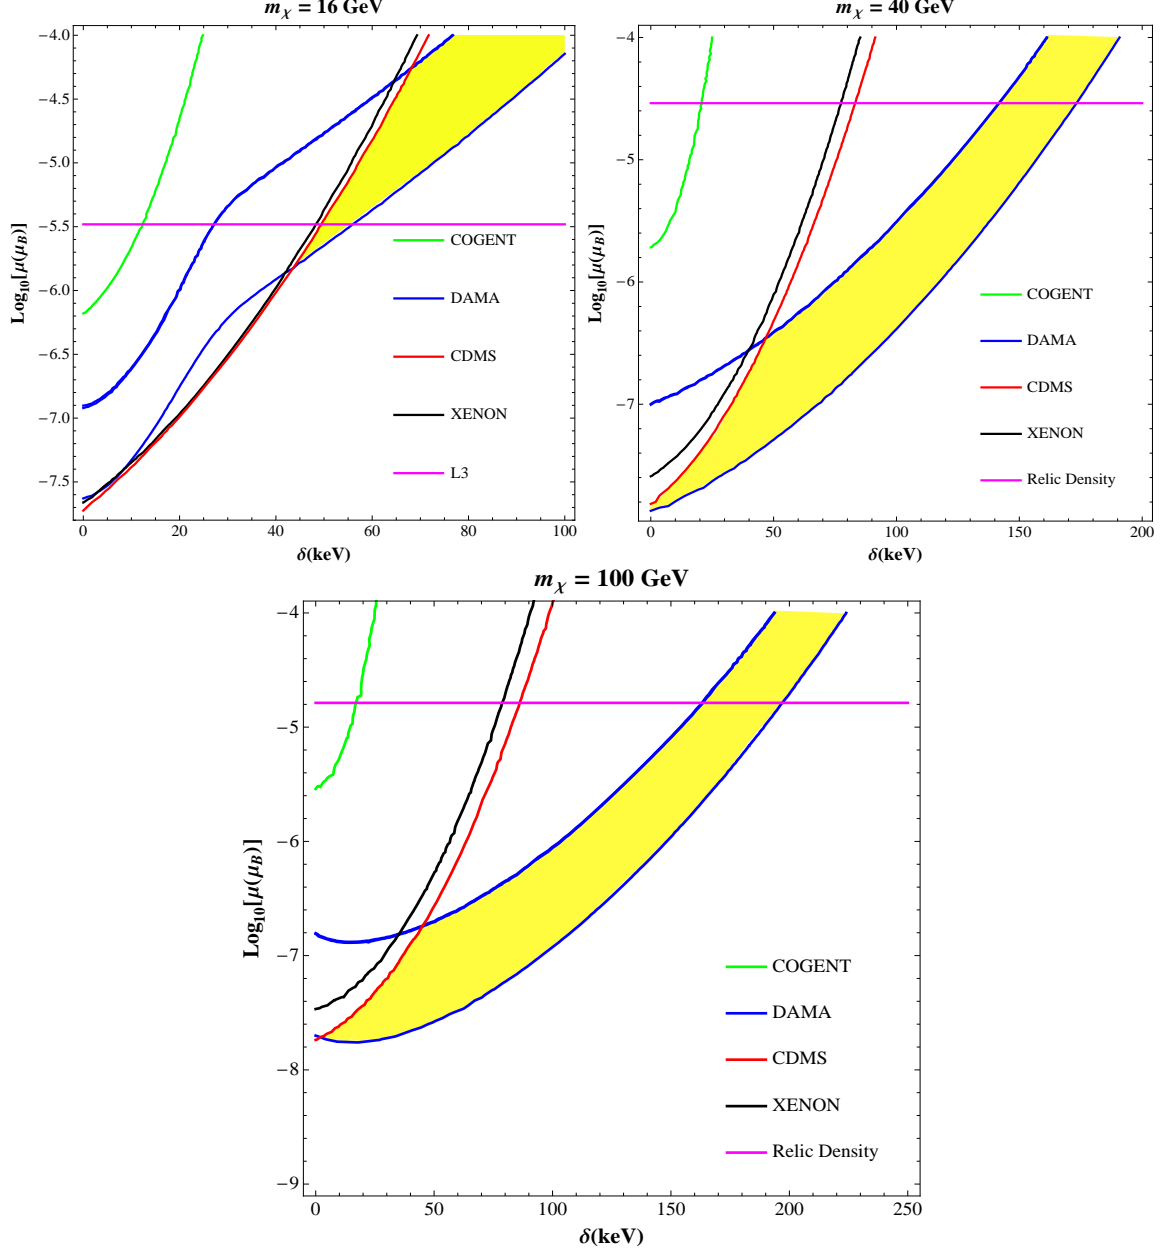 m_χ = 16 GeV
Log₁₀[μ(μ_B)]
−4.0
−4.5
−5.0
−5.5
−6.0
−6.5
−7.0
−7.5
COGENT
DAMA
CDMS
XENON
L3
0 20 40 60 80 100
δ(keV)
m_χ = 40 GeV
Log₁₀[μ(μ_B)]
−4
−5
−6
−7
COGENT
DAMA
CDMS
XENON
Relic Density
0 50 100 150 200
δ(keV)
m_χ = 100 GeV
Log₁₀[μ(μ_B)]
−4
−5
−6
−7
−8
−9
COGENT
DAMA
CDMS
XENON
Relic Density
0 50 100 150 200 250
δ(keV)